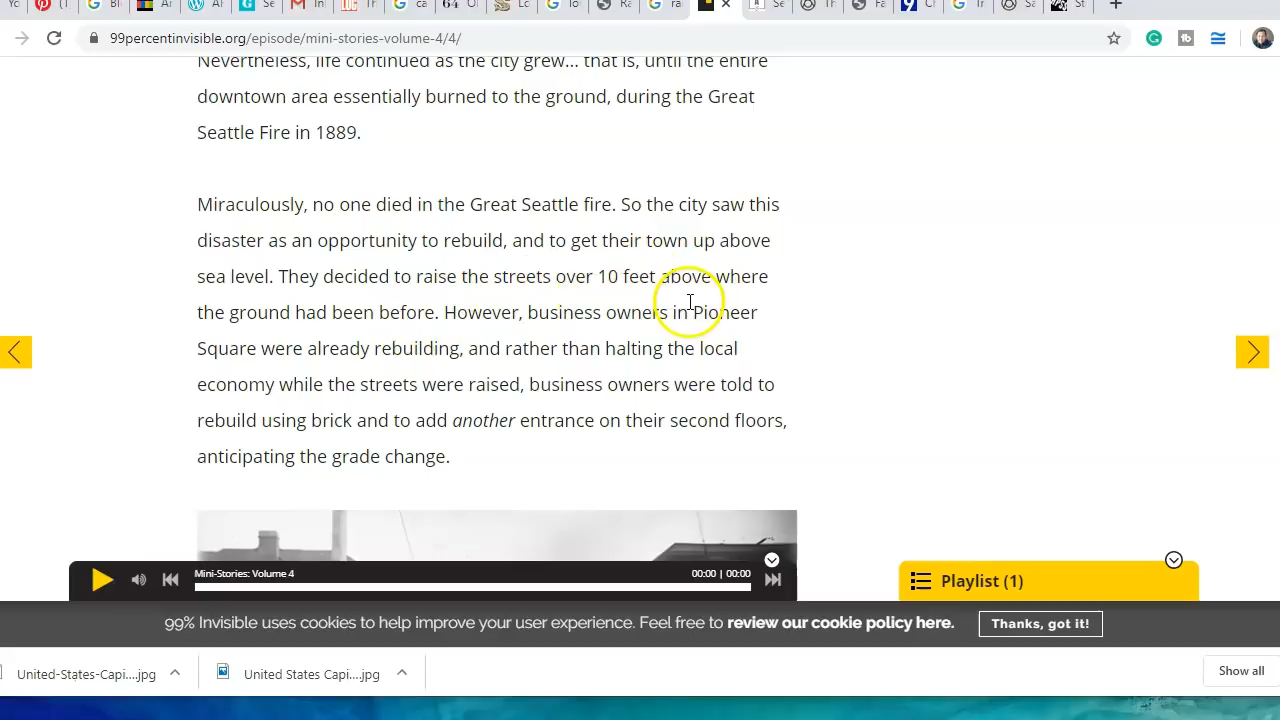 99percentinvisible.org/episode/mini-stories-volume-4/4/
Nevertheless, life continued as the city grew... that is, until the entire
downtown area essentially burned to the ground, during the Great
Seattle Fire in 1889.
Miraculously, no one died in the Great Seattle fire. So the city saw this
disaster as an opportunity to rebuild, and to get their town up above
sea level. They decided to raise the streets over 10 feet above where
the ground had been before. However, business owners in Pioneer
Square were already rebuilding, and rather than halting the local
economy while the streets were raised, business owners were told to
rebuild using brick and to add another entrance on their second floors,
anticipating the grade change.
Mini-Stories: Volume 4
00:00 | 00:00
Playlist (1)
99% Invisible uses cookies to help improve your user experience. Feel free to review our cookie policy here.
Thanks, got it!
United-States-Capi....jpg
United States Capi....jpg
Show all